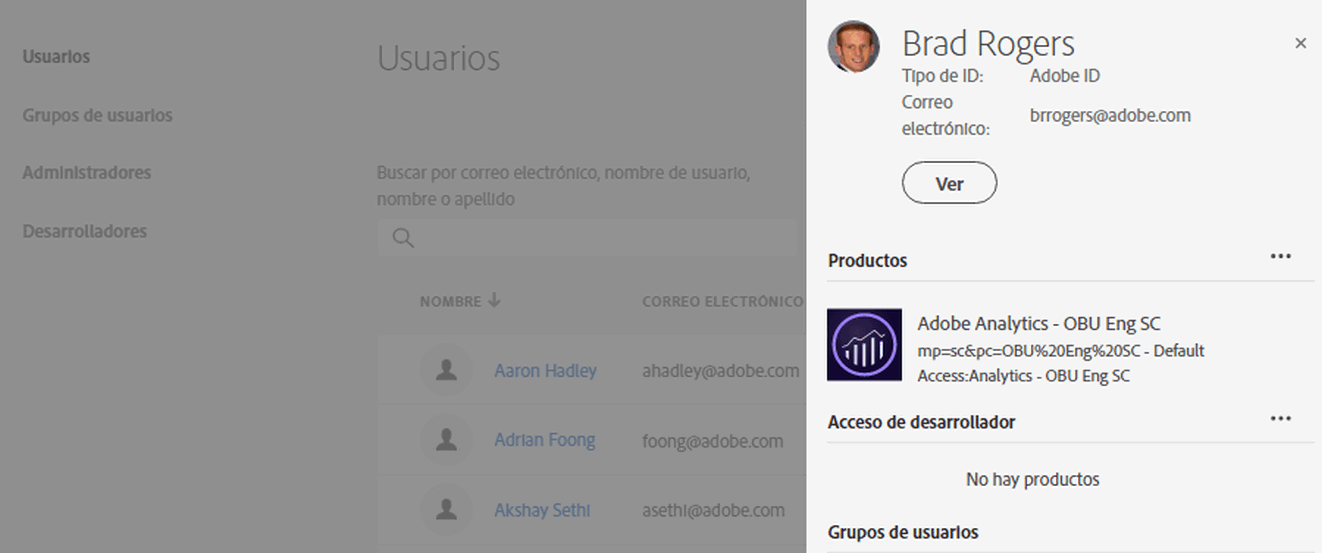 Usuarios
Grupos de usuarios
Administradores
Desarrolladores
Usuarios
Buscar por correo electrónico, nombre de usuario,
nombre o apellido
NOMBRE
CORREO ELECTRÓNICO
Aaron Hadley
ahadley@adobe.com
Adrian Foong
foong@adobe.com
Akshay Sethi
asethi@adobe.com
Brad Rogers
Tipo de ID: Adobe ID
Correo
electrónico: brrogers@adobe.com
Ver
Productos
Adobe Analytics - OBU Eng SC
mp=sc&pc=OBU%20Eng%20SC - Default
Access:Analytics - OBU Eng SC
Acceso de desarrollador
No hay productos
Grupos de usuarios